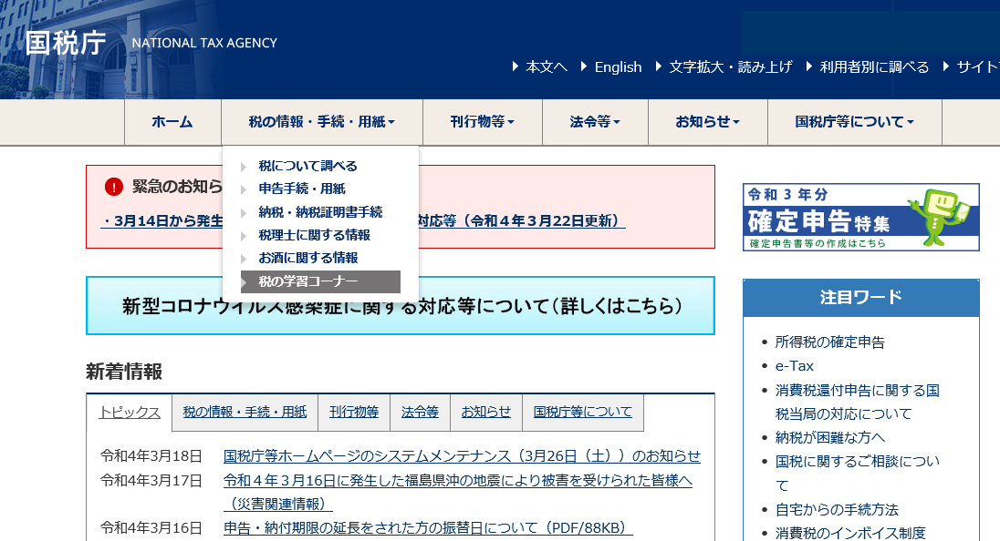 国税庁 NATIONAL TAX AGENCY
本文へ English 文字拡大・読み上げ 利用者別に調べる サイト
ホーム 税の情報・手続・用紙 刊行物等 法令等 お知らせ 国税庁等について
税について調べる
申告手続・用紙
納税・納税証明書手続
税理士に関する情報
お酒に関する情報
税の学習コーナー
緊急のお知ら
・3月14日から発生 対応等（令和４年３月22日更新）
新型コロナウイルス感染症に関する対応等について（詳しくはこちら）
新着情報
トピックス 税の情報・手続・用紙 刊行物等 法令等 お知らせ 国税庁等について
令和4年3月18日 国税庁等ホームページのシステムメンテナンス（3月26日（土））のお知らせ
令和4年3月17日 令和４年３月16日に発生した福島県沖の地震により被害を受けられた皆様へ
（災害関連情報）
令和4年3月16日 申告・納付期限の延長をされた方の振替日について（PDF/88KB）
令和３年分
確定申告特集
確定申告書等の作成はこちら
注目ワード
所得税の確定申告
e-Tax
消費税還付申告に関する国
税当局の対応について
納税が困難な方へ
国税に関するご相談につい
て
自宅からの手続方法
消費税のインボイス制度